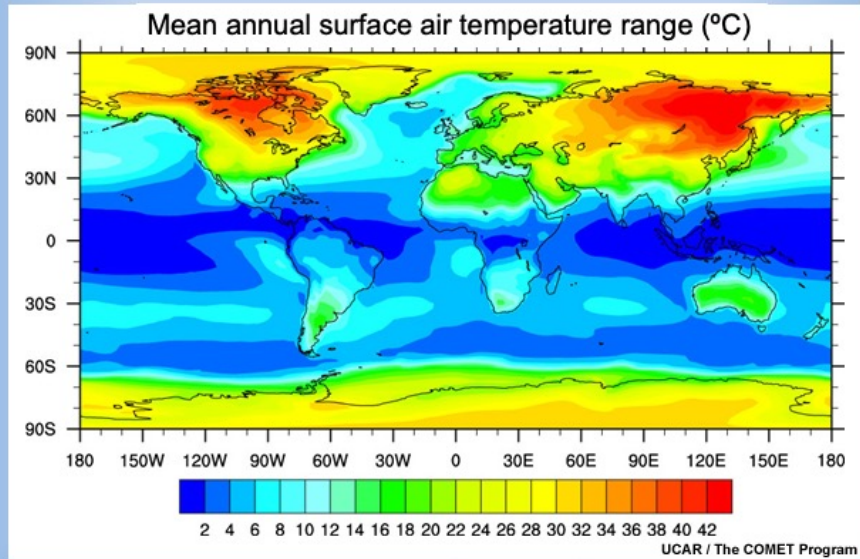 Mean annual surface air temperature range (ºC)
90N
60N
30N
0
30S
60S
90S
180 150W 120W 90W 60W 30W 0 30E 60E 90E 120E 150E 180
2 4 6 8 10 12 14 16 18 20 22 24 26 28 30 32 34 36 38 40 42
UCAR / The COMET Program